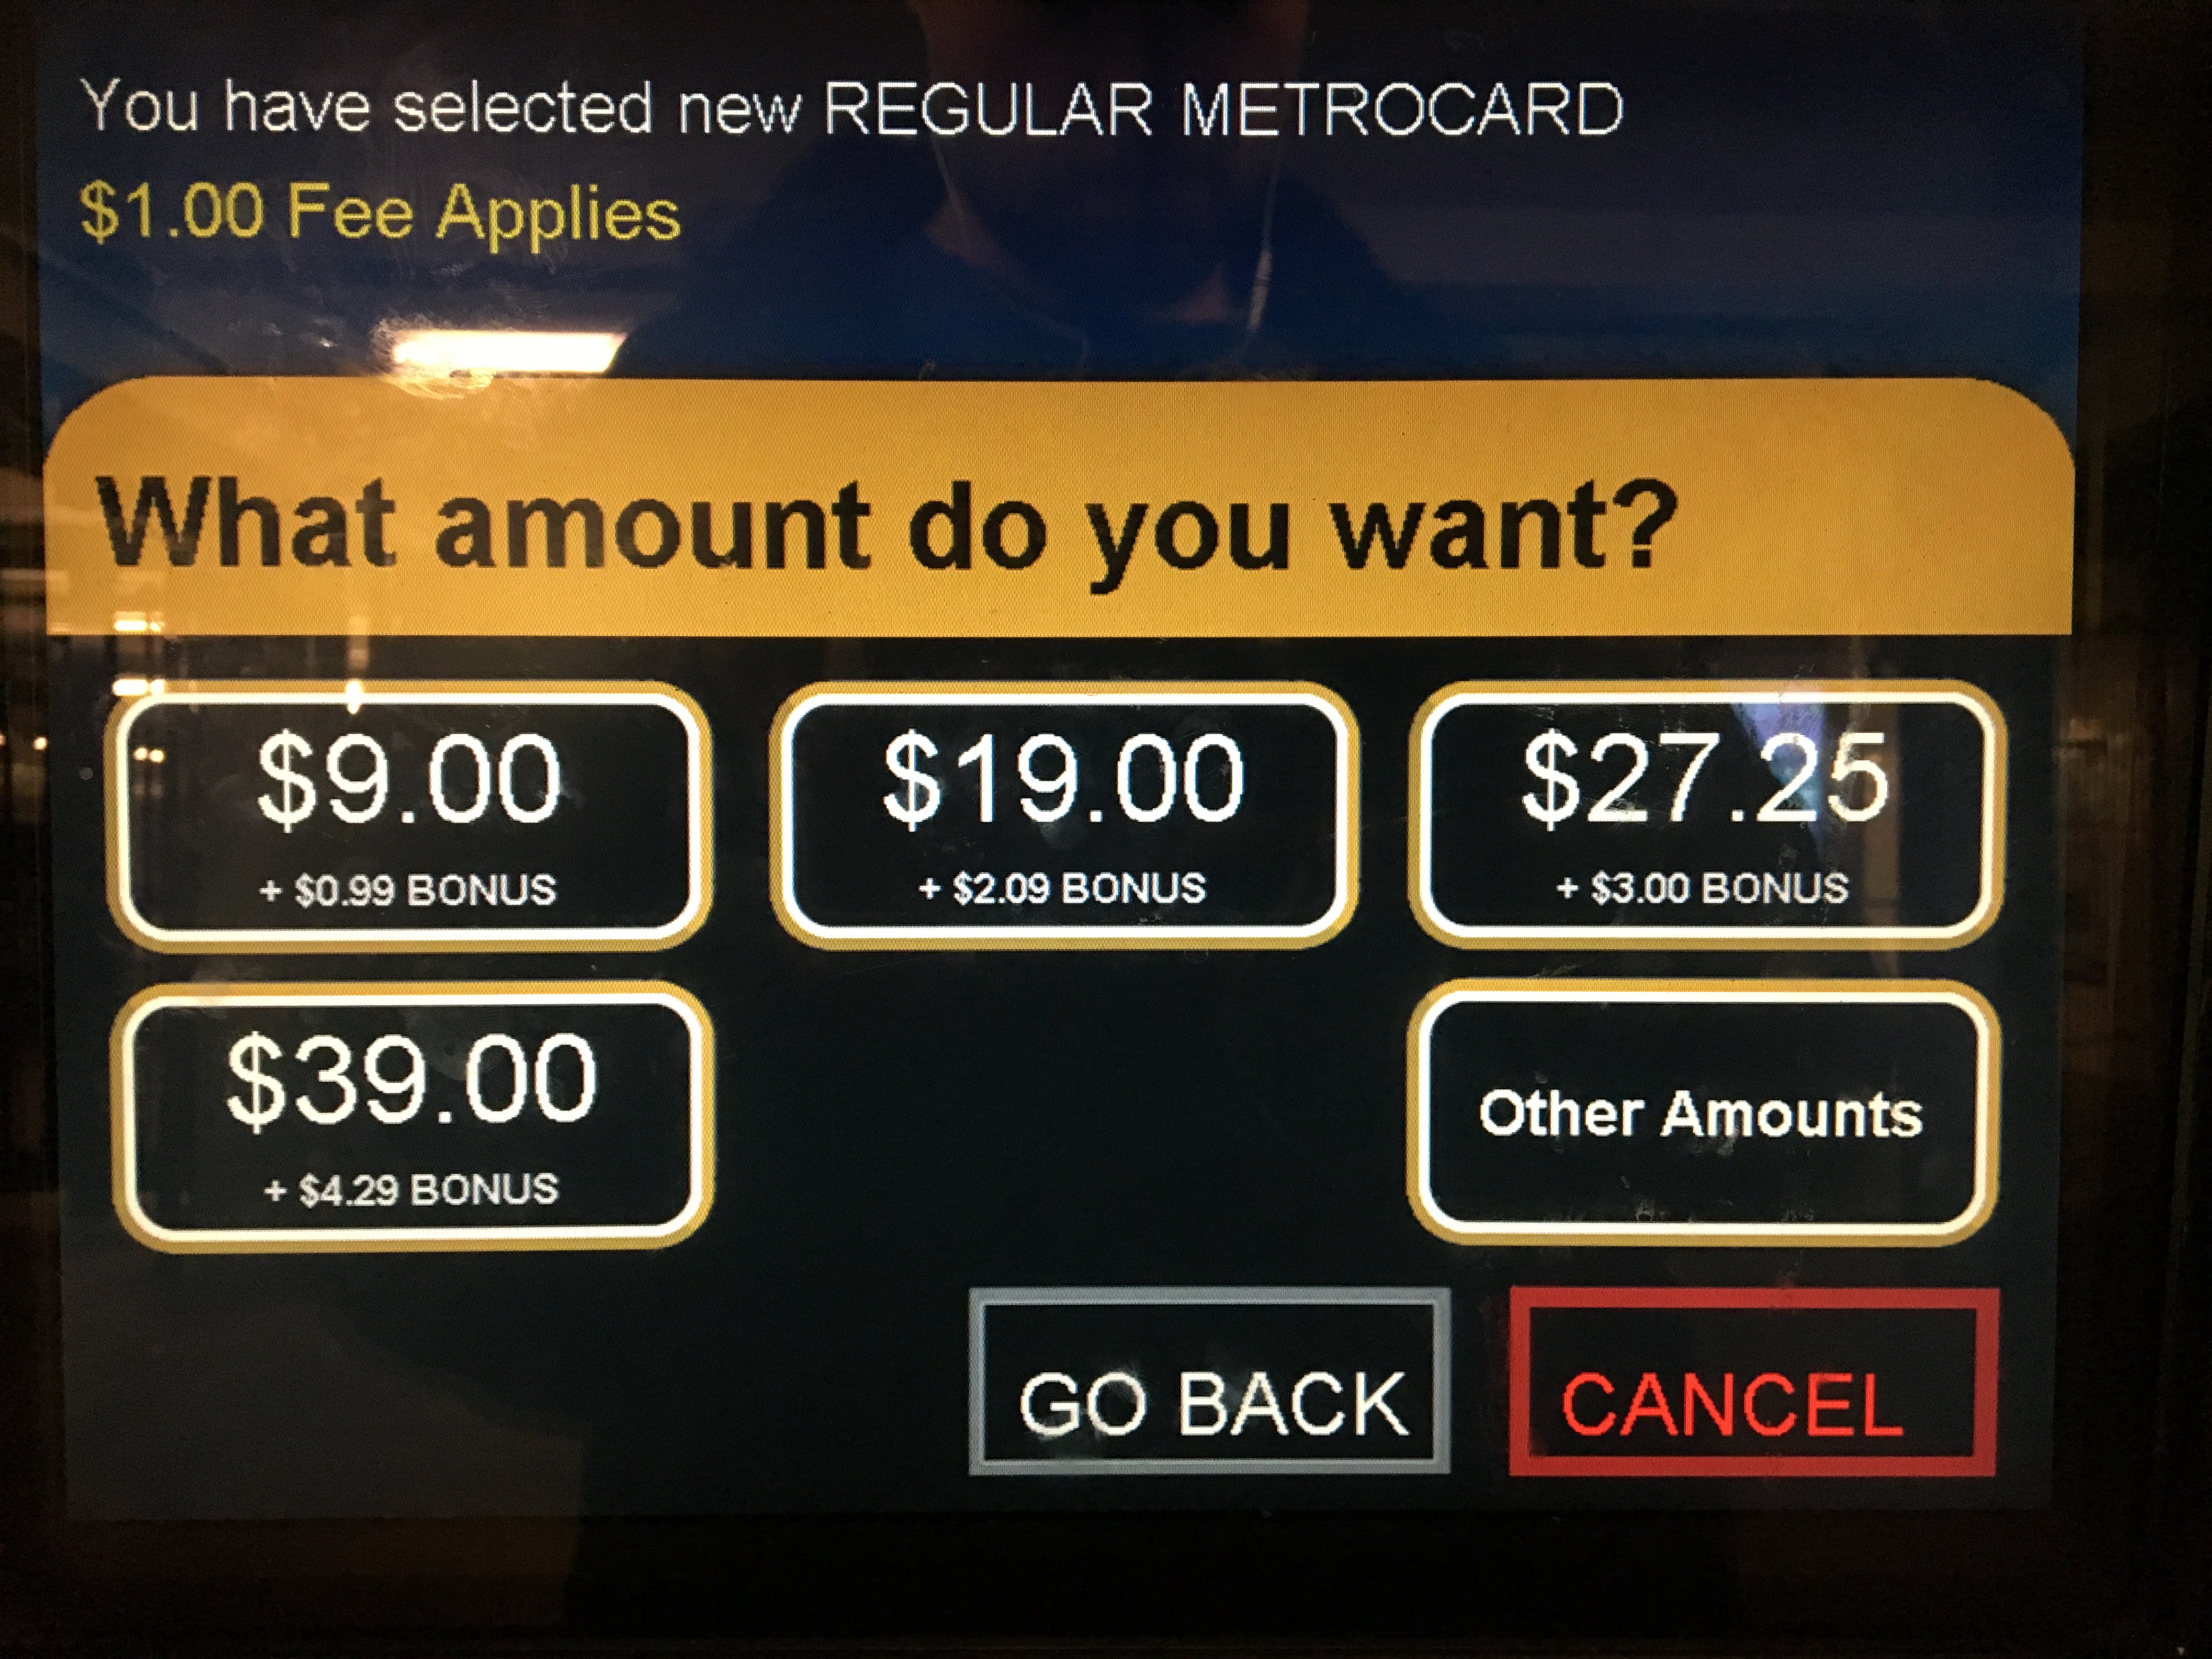 You have selected new REGULAR METROCARD
$1.00 Fee Applies
What amount do you want?
$9.00
+ $0.99 BONUS
$19.00
+ $2.09 BONUS
$27.25
+ $3.00 BONUS
$39.00
+ $4.29 BONUS
Other Amounts
GO BACK
CANCEL